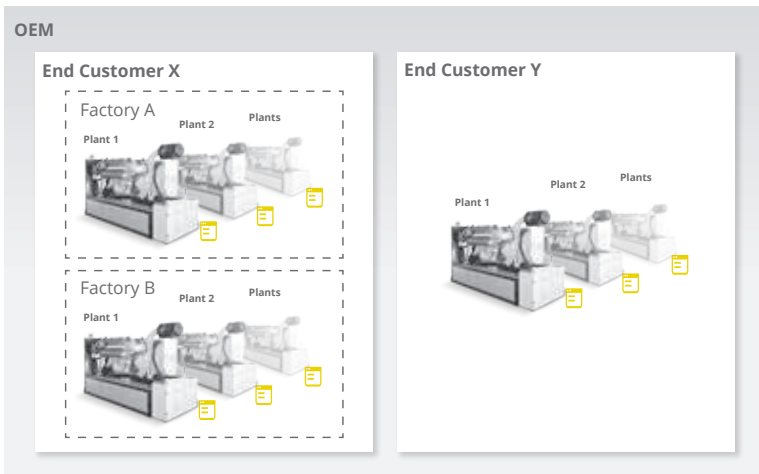 OEM
End Customer X
Factory A
Plant 1
Plant 2
Plants
Factory B
Plant 1
Plant 2
Plants
End Customer Y
Plant 1
Plant 2
Plants